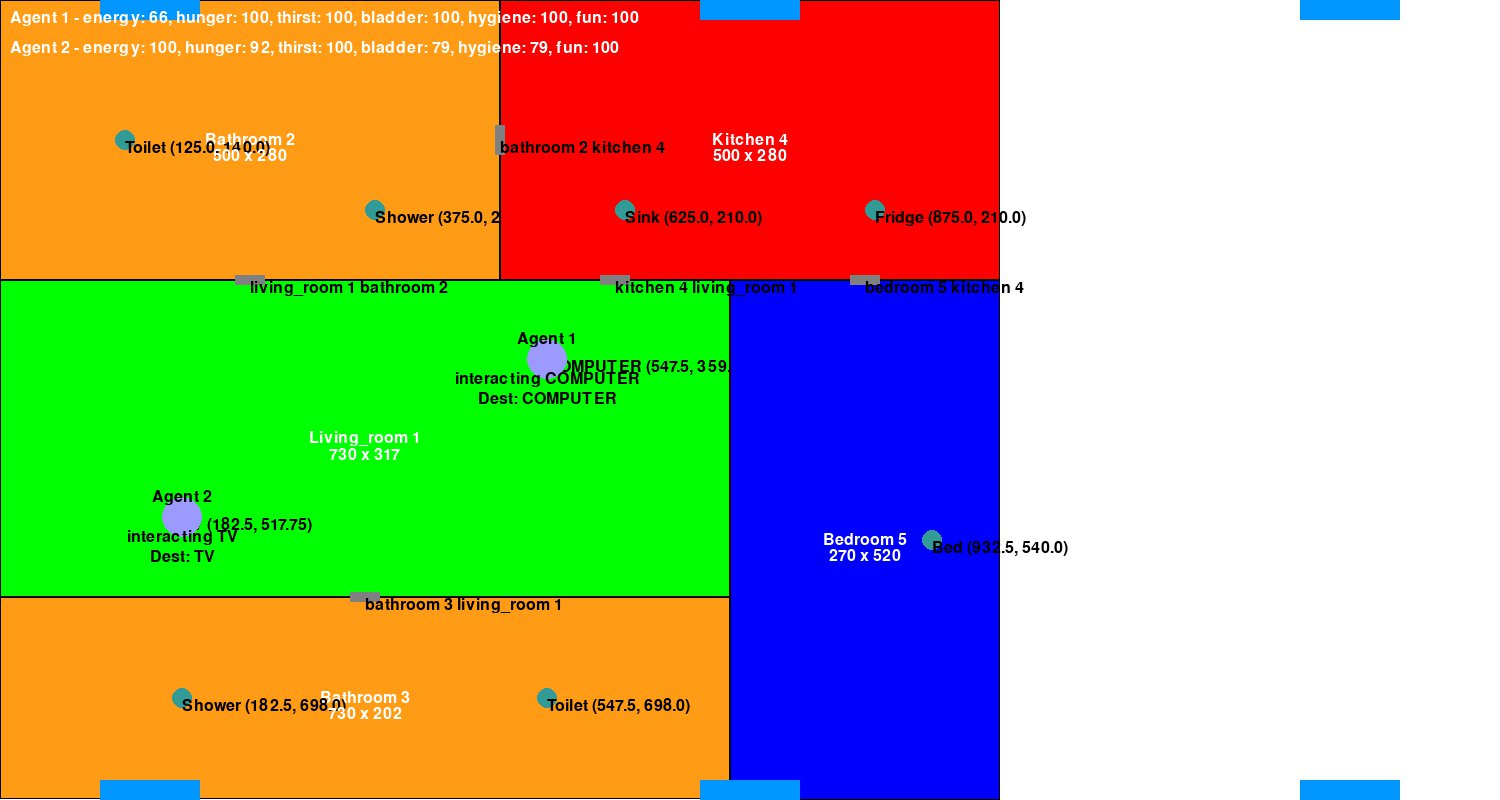 Agent 1 - energy: 66, hunger: 100, thirst: 100, bladder: 100, hygiene: 100, fun: 100
Agent 2 - energy: 100, hunger: 92, thirst: 100, bladder: 79, hygiene: 79, fun: 100
Bathroom 2
Toilet (125.0, 140.0)
500 x 280
Kitchen 4
500 x 280
bathroom 2 kitchen 4
Shower (375.0, 2
Sink (625.0, 210.0)
Fridge (875.0, 210.0)
living_room 1 bathroom 2
kitchen 4 living_room 1
bedroom 5 kitchen 4
Agent 1
OMPUTER (547.5, 359.
interacting COMPUTER
Dest: COMPUTER
Living_room 1
730 x 317
Agent 2
(182.5, 517.75)
interacting TV
Dest: TV
Bedroom 5
270 x 520
Bed (932.5, 540.0)
bathroom 3 living_room 1
Bathroom 3
730 x 202
Shower (182.5, 698.0)
Toilet (547.5, 698.0)